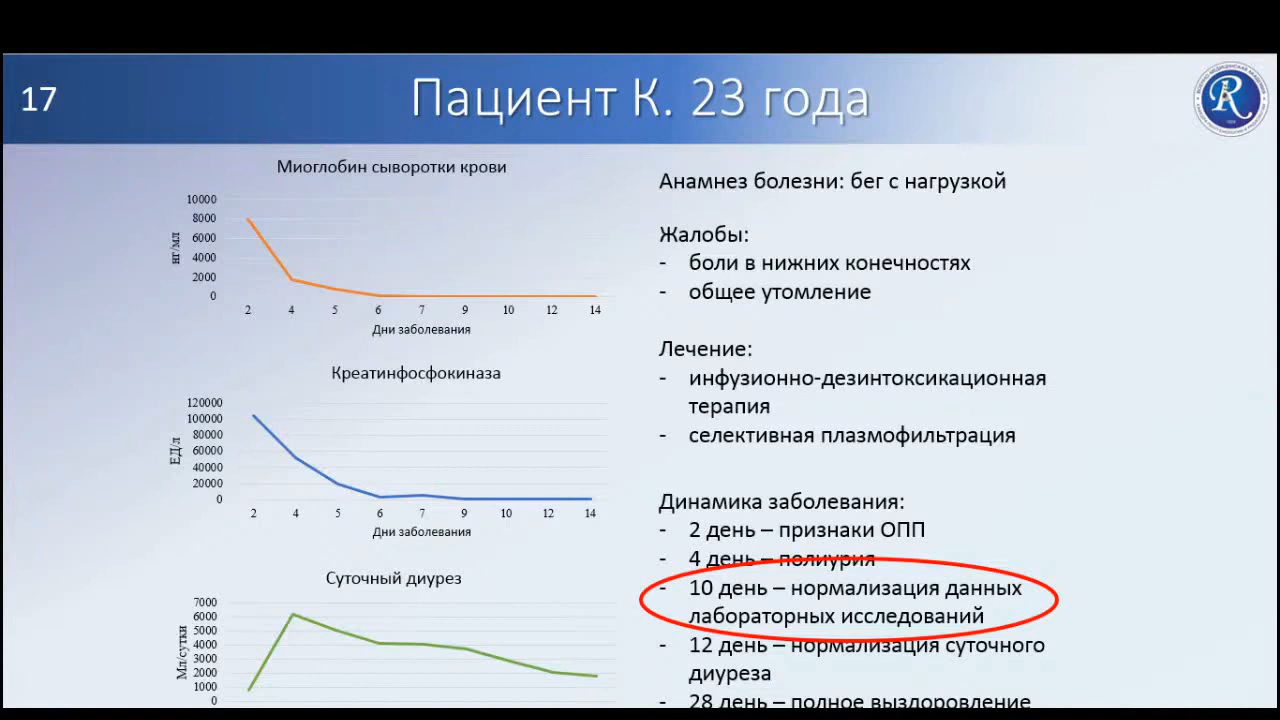 17
Пациент К. 23 года
Миоглобин сыворотки крови
нг/мл
10000
8000
6000
4000
2000
0
2 4 5 6 7 9 10 12 14
Дни заболевания
Креатинфосфокиназа
ЕД/л
120000
100000
80000
60000
40000
20000
0
2 4 5 6 7 9 10 12 14
Дни заболевания
Суточный диурез
Мл/сутки
7000
6000
5000
4000
3000
2000
1000
0
Анамнез болезни: бег с нагрузкой
Жалобы:
- боли в нижних конечностях
- общее утомление
Лечение:
- инфузионно-дезинтоксикационная
терапия
- селективная плазмофильтрация
Динамика заболевания:
- 2 день – признаки ОПП
- 4 день – полиурия
- 10 день – нормализация данных
лабораторных исследований
- 12 день – нормализация суточного
диуреза
- 28 день – полное выздоровление